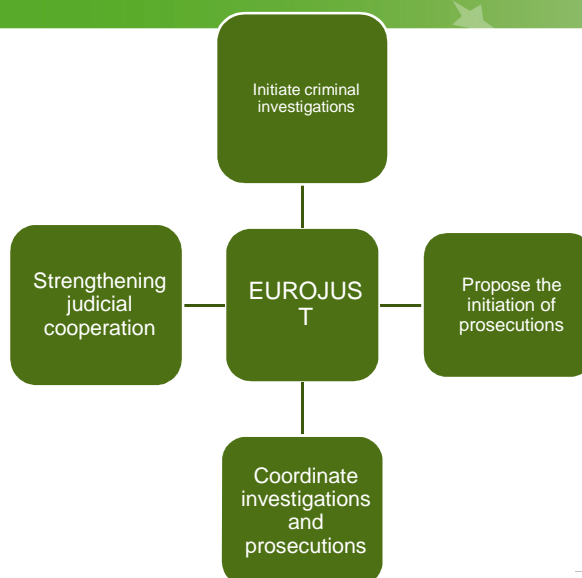 Initiate criminal
investigations
Strengthening
judicial
cooperation
EUROJUS
T
Propose the
initiation of
prosecutions
Coordinate
investigations
and
prosecutions